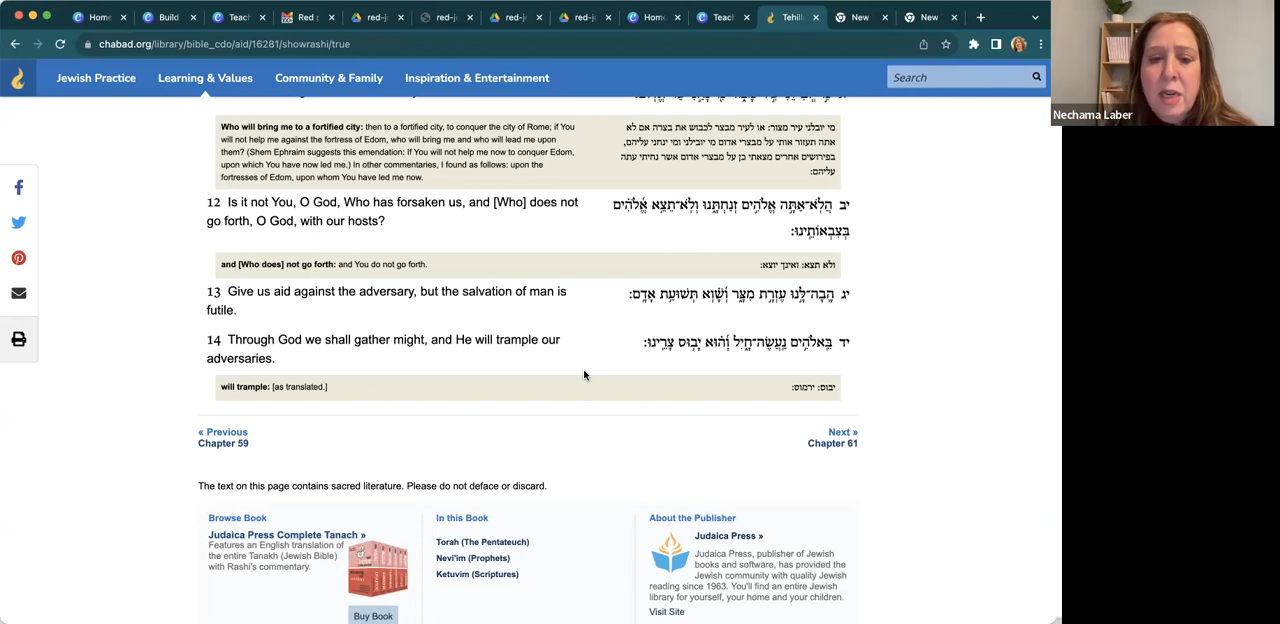 Home
Build
Teach
Red p
red-j
red-j
red-j
red-j
Home
Teach
Tehill
New
New
chabad.org/library/bible_cdo/aid/16281/showrashi/true
Jewish Practice
Learning & Values
Community & Family
Inspiration & Entertainment
Search
Nechama Laber
Who will bring me to a fortified city: then to a fortified city, to conquer the city of Rome; if You
will not help me against the fortress of Edom, who will bring me and who will lead me upon
them? (Shem Ephraim suggests this emendation: If You will not help me now to conquer Edom,
upon which You have now led me.) In other commentaries, I found as follows: upon the
fortresses of Edom, upon whom You have led me now.
מי יובלני עיר מצור: או לעיר מבצר לכבוש את בצרה אם לא
אתה תעזור אותי על מבצרי אדום מי יובילני ומי ינחני עליהם,
בפירושים אחרים מצאתי כן על מבצרי אדום אשר נחיתי עתה
עליהם:
12 Is it not You, O God, Who has forsaken us, and [Who] does not
go forth, O God, with our hosts?
יב הֲלֹֽא־אַתָּ֣ה אֱלֹהִ֣ים זְנַחְתָּ֑נוּ וְלֹֽא־תֵצֵ֥א אֱ֜לֹהִ֗ים
בְּצִבְאוֹתֵֽינוּ:
and [Who does] not go forth: and You do not go forth.
ולא תצא: ואינך יוצא:
13 Give us aid against the adversary, but the salvation of man is
futile.
יג הָֽבָה־לָּ֣נוּ עֶזְרָ֣ת מִצָּ֑ר וְ֜שָׁ֗וְא תְּשׁוּעַ֥ת אָדָֽם:
14 Through God we shall gather might, and He will trample our
adversaries.
יד בֵּֽאלֹהִ֥ים נַֽעֲשֶׂה־חָ֑יִל וְ֜ה֗וּא יָב֥וּס צָרֵֽינוּ:
will trample: [as translated.]
יבוס: ירמוס:
« Previous
Chapter 59
Next »
Chapter 61
The text on this page contains sacred literature. Please do not deface or discard.
Browse Book
Judaica Press Complete Tanach »
Features an English translation of
the entire Tanakh (Jewish Bible)
with Rashi's commentary.
Buy Book
In this Book
Torah (The Pentateuch)
Nevi'im (Prophets)
Ketuvim (Scriptures)
About the Publisher
Judaica Press »
Judaica Press, publisher of Jewish
books and software, has provided the
Jewish community with quality Jewish
reading since 1963. You'll find an entire Jewish
library for yourself, your home and your children.
Visit Site